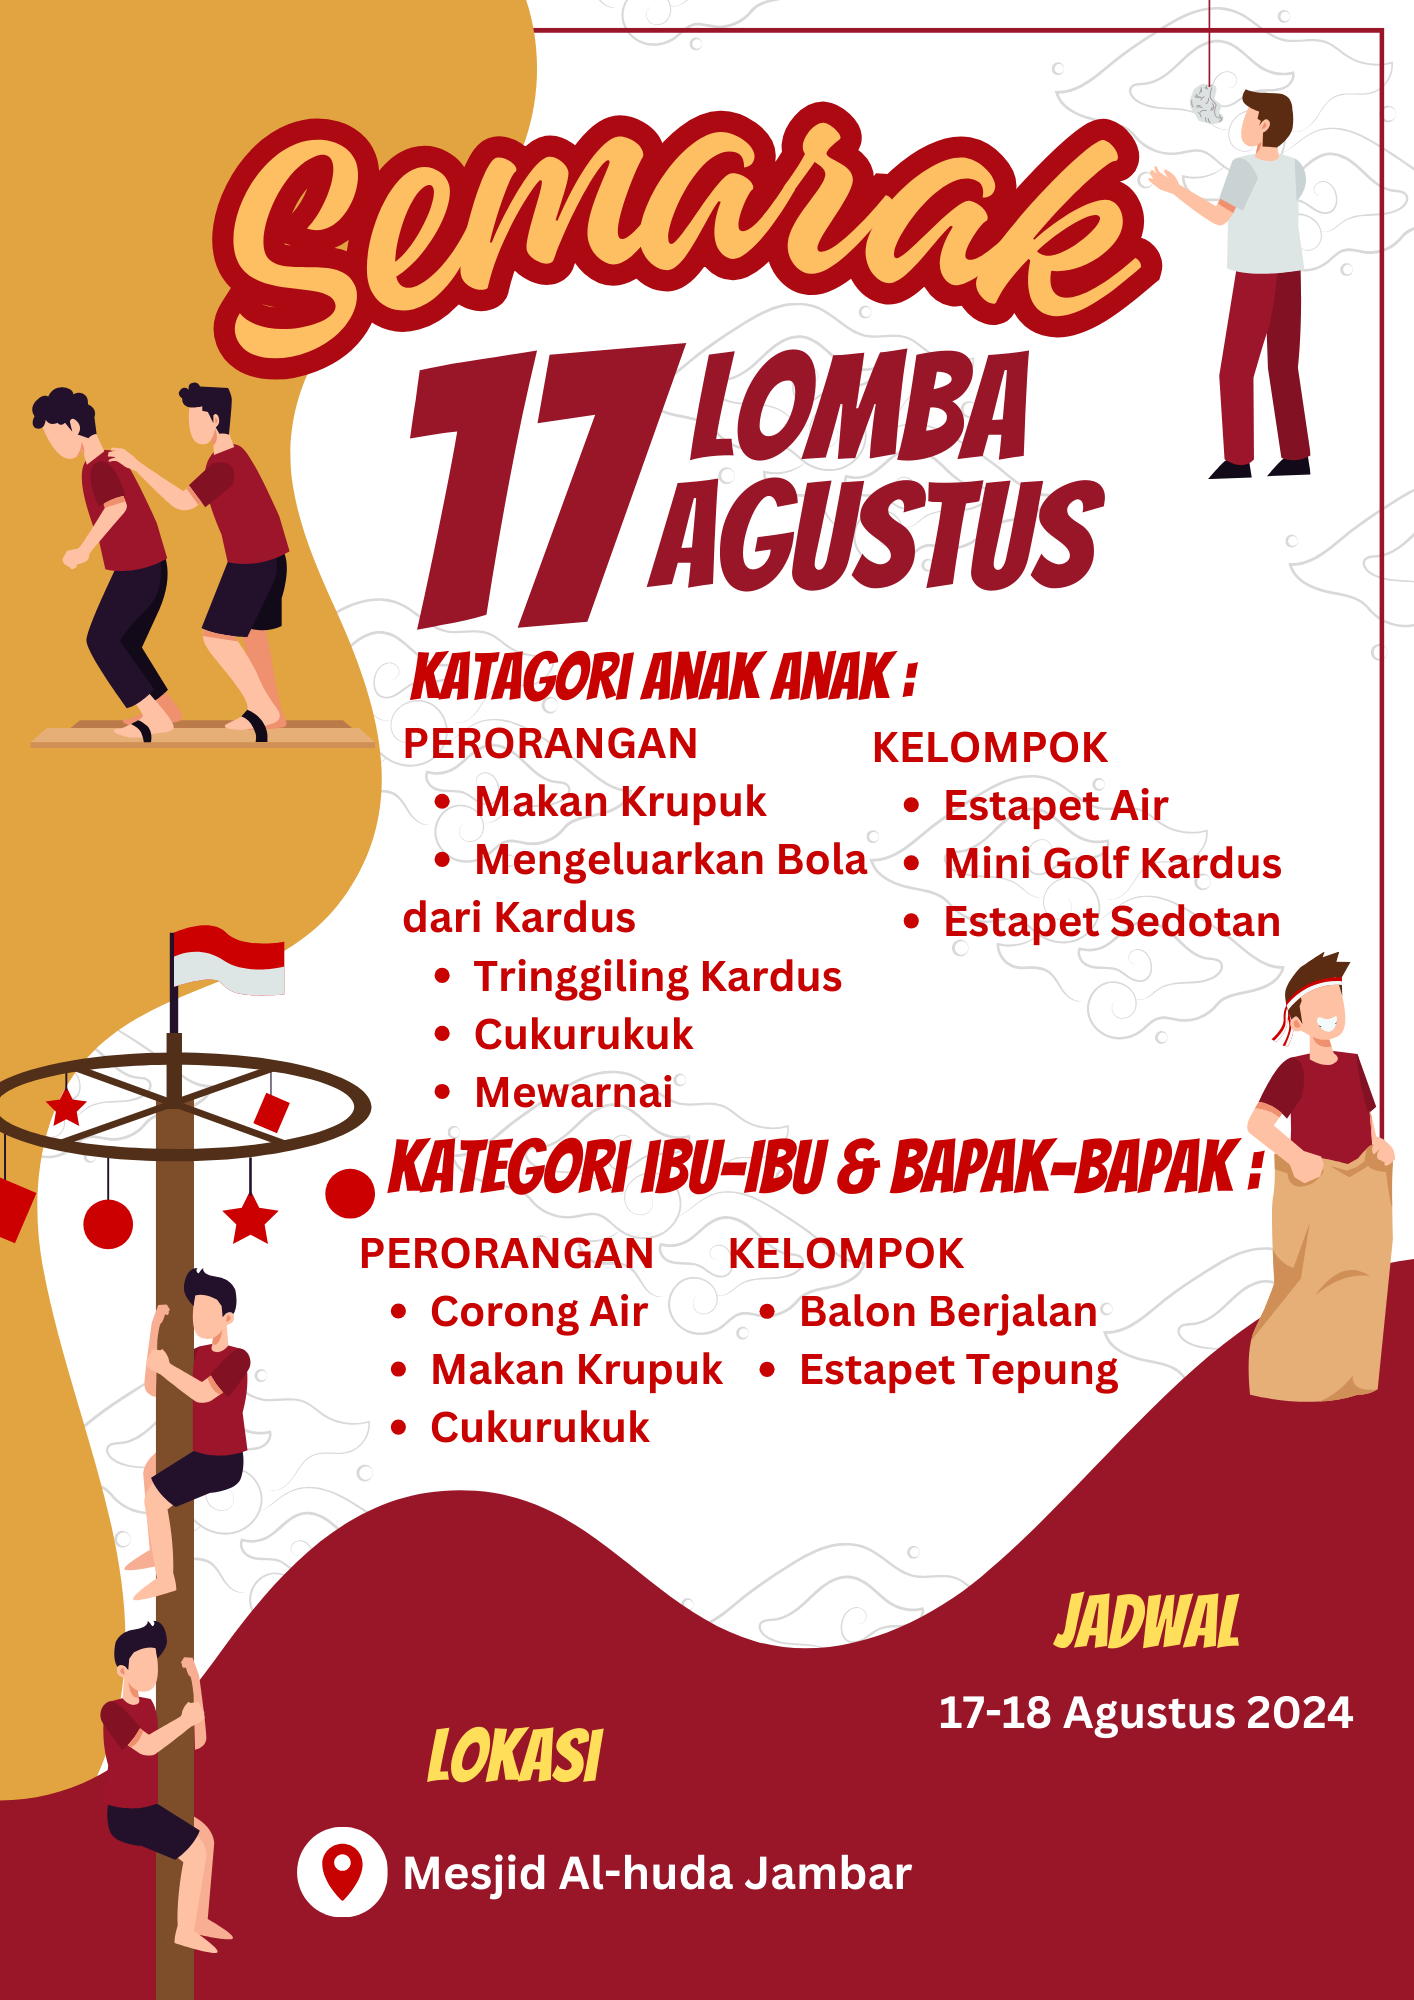 Semarak
17 LOMBA
AGUSTUS
KATAGORI ANAK ANAK :
PERORANGAN
• Makan Krupuk
• Mengeluarkan Bola
dari Kardus
• Tringgiling Kardus
• Cukurukuk
• Mewarnai
KELOMPOK
• Estapet Air
• Mini Golf Kardus
• Estapet Sedotan
KATEGORI IBU-IBU & BAPAK-BAPAK :
PERORANGAN
• Corong Air
• Makan Krupuk
• Cukurukuk
KELOMPOK
• Balon Berjalan
• Estapet Tepung
JADWAL
17-18 Agustus 2024
LOKASI
Mesjid Al-huda Jambar